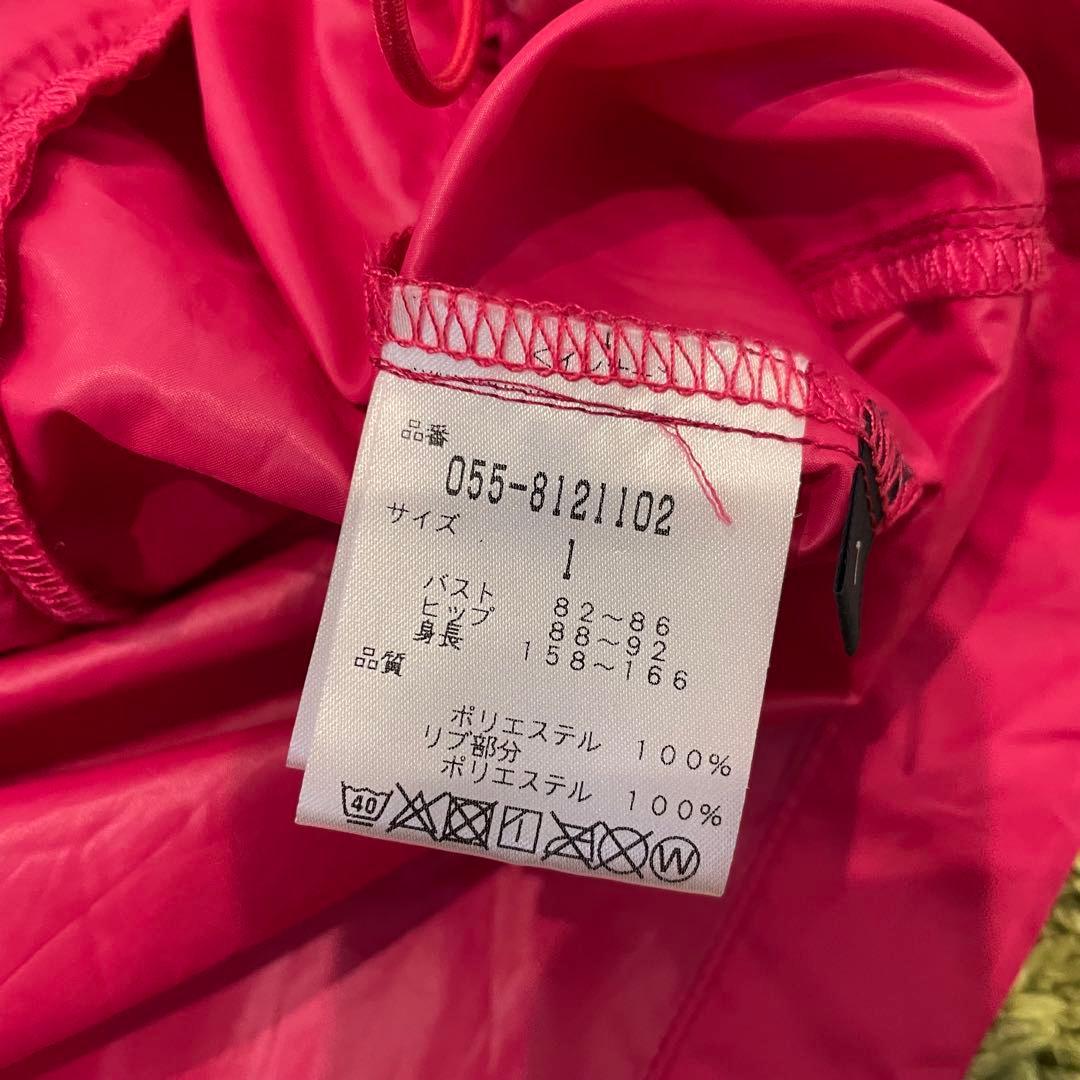 品番
055-8121102
サイズ
1
バスト 82～86
ヒップ 88～92
身長 158～166
品質
ポリエステル 100%
リブ部分
ポリエステル 100%
40
W